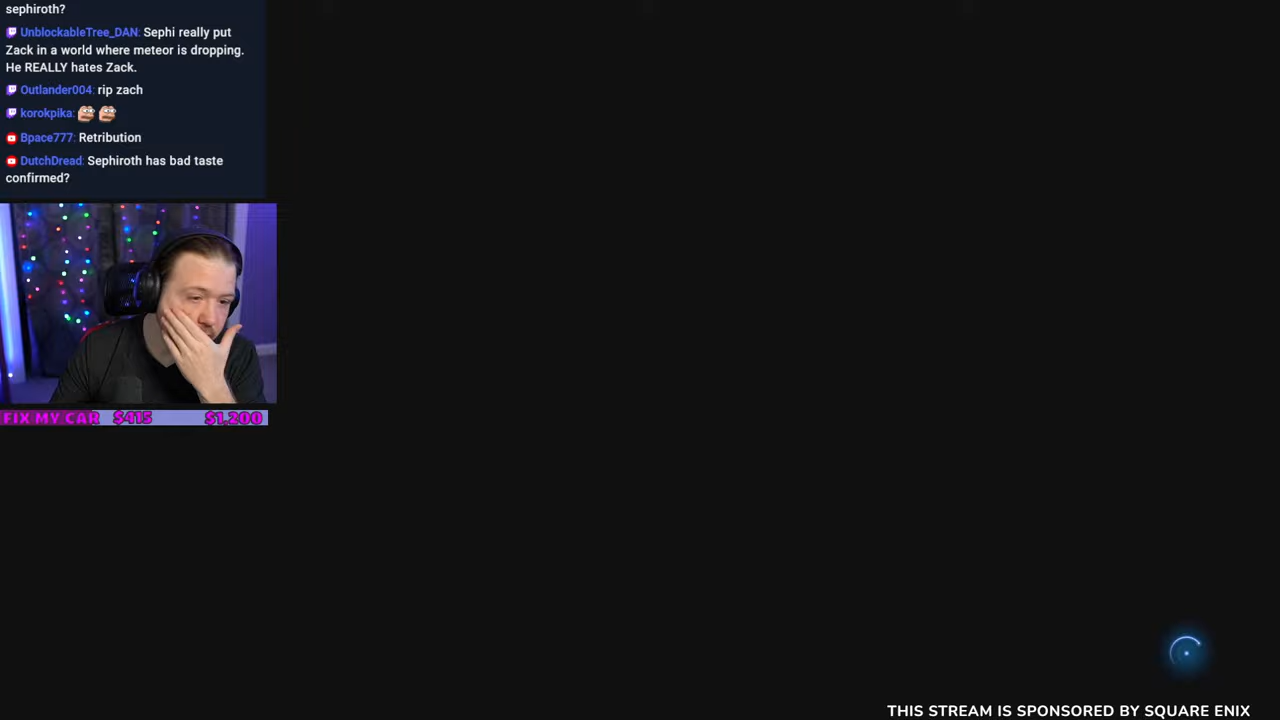 sephiroth?
UnblockableTree_DAN: Sephi really put
Zack in a world where meteor is dropping.
He REALLY hates Zack.
Outlander004: rip zach
korokpika:
Bpace777: Retribution
DutchDread: Sephiroth has bad taste
confirmed?
FIX MY CAR $415 $1,200
THIS STREAM IS SPONSORED BY SQUARE ENIX